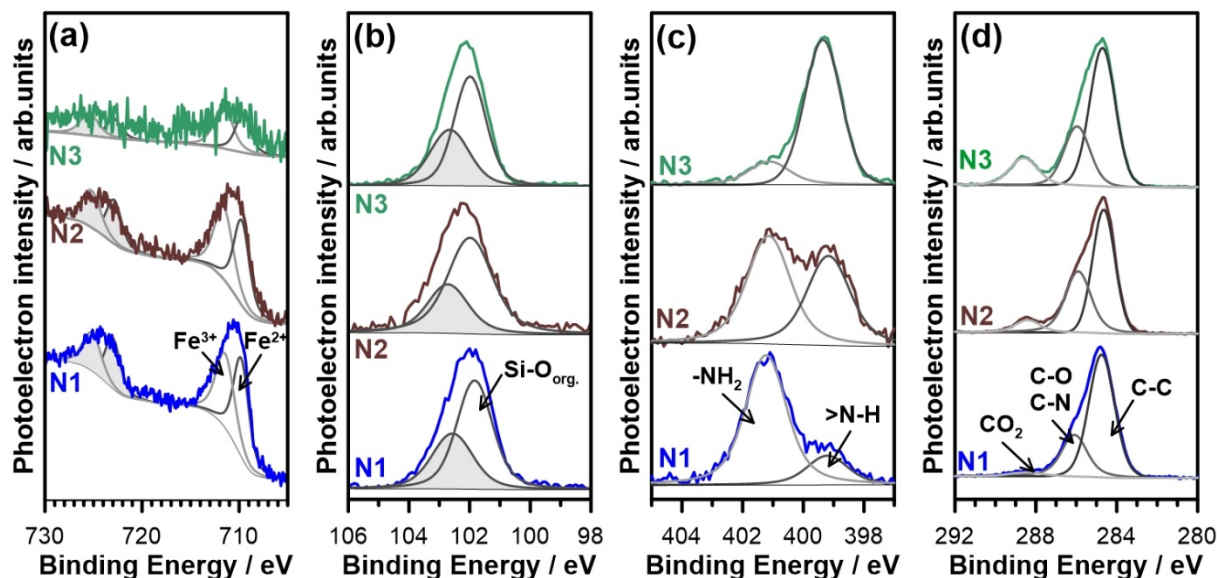 (a)
Photoelectron intensity / arb.units
N3
N2
N1
Fe³⁺
Fe²⁺
730
720
710
Binding Energy / eV
(b)
Photoelectron intensity / arb.units
N3
N2
N1
Si-Oorg.
106
104
102
100
98
Binding Energy / eV
(c)
Photoelectron intensity / arb.units
N3
N2
N1
-NH₂
>N-H
404
402
400
398
Binding Energy / eV
(d)
Photoelectron intensity / arb.units
N3
N2
N1
CO₂
C-O
C-N
C-C
292
288
284
280
Binding Energy / eV